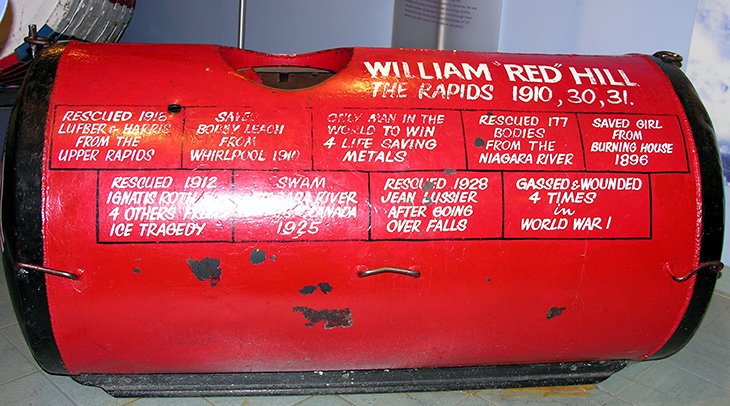 WILLIAM "RED" HILL
THE RAPIDS 1910, 30, 31.
RESCUED 1918
LUFBER & HARRIS
FROM THE
UPPER RAPIDS
SAVED
BOBBY LEACH
FROM
WHIRLPOOL 1910
ONLY MAN IN THE
WORLD TO WIN
4 LIFE SAVING
METALS
RESCUED 177
BODIES
FROM THE
NIAGARA RIVER
SAVED GIRL
FROM
BURNING HOUSE
1896
RESCUED 1912
IGNATIS ROTH
4 OTHERS FROM
ICE TRAGEDY
SWAM
RIVER
CANADA
1925
RESCUED 1928
JEAN LUSSIER
AFTER GOING
OVER FALLS
GASSED & WOUNDED
4 TIMES
in
WORLD WAR I